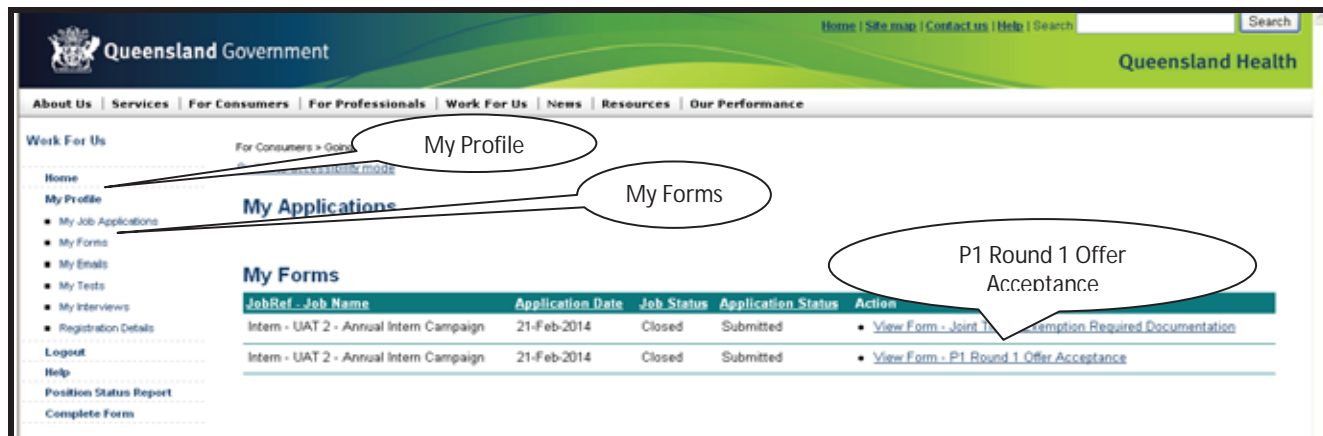 Home | Site map | Contact us | Help | Search Search
Queensland Government
Queensland Health
About Us | Services | For Consumers | For Professionals | Work For Us | News | Resources | Our Performance
Work For Us
For Consumers > Going
My Profile
accessibility mode
Home
My Profile
My Applications
My Forms
■ My Job Applications
■ My Forms
■ My Emails
■ My Tests
■ My Interviews
■ Registration Details
Logout
Help
Position Status Report
Complete Form
My Forms
P1 Round 1 Offer
Acceptance
JobRef - Job Name Application Date Job Status Application Status Action
Intern - UAT 2 - Annual Intern Campaign 21-Feb-2014 Closed Submitted • View Form - Joint Exemption Required Documentation
Intern - UAT 2 - Annual Intern Campaign 21-Feb-2014 Closed Submitted • View Form - P1 Round 1 Offer Acceptance